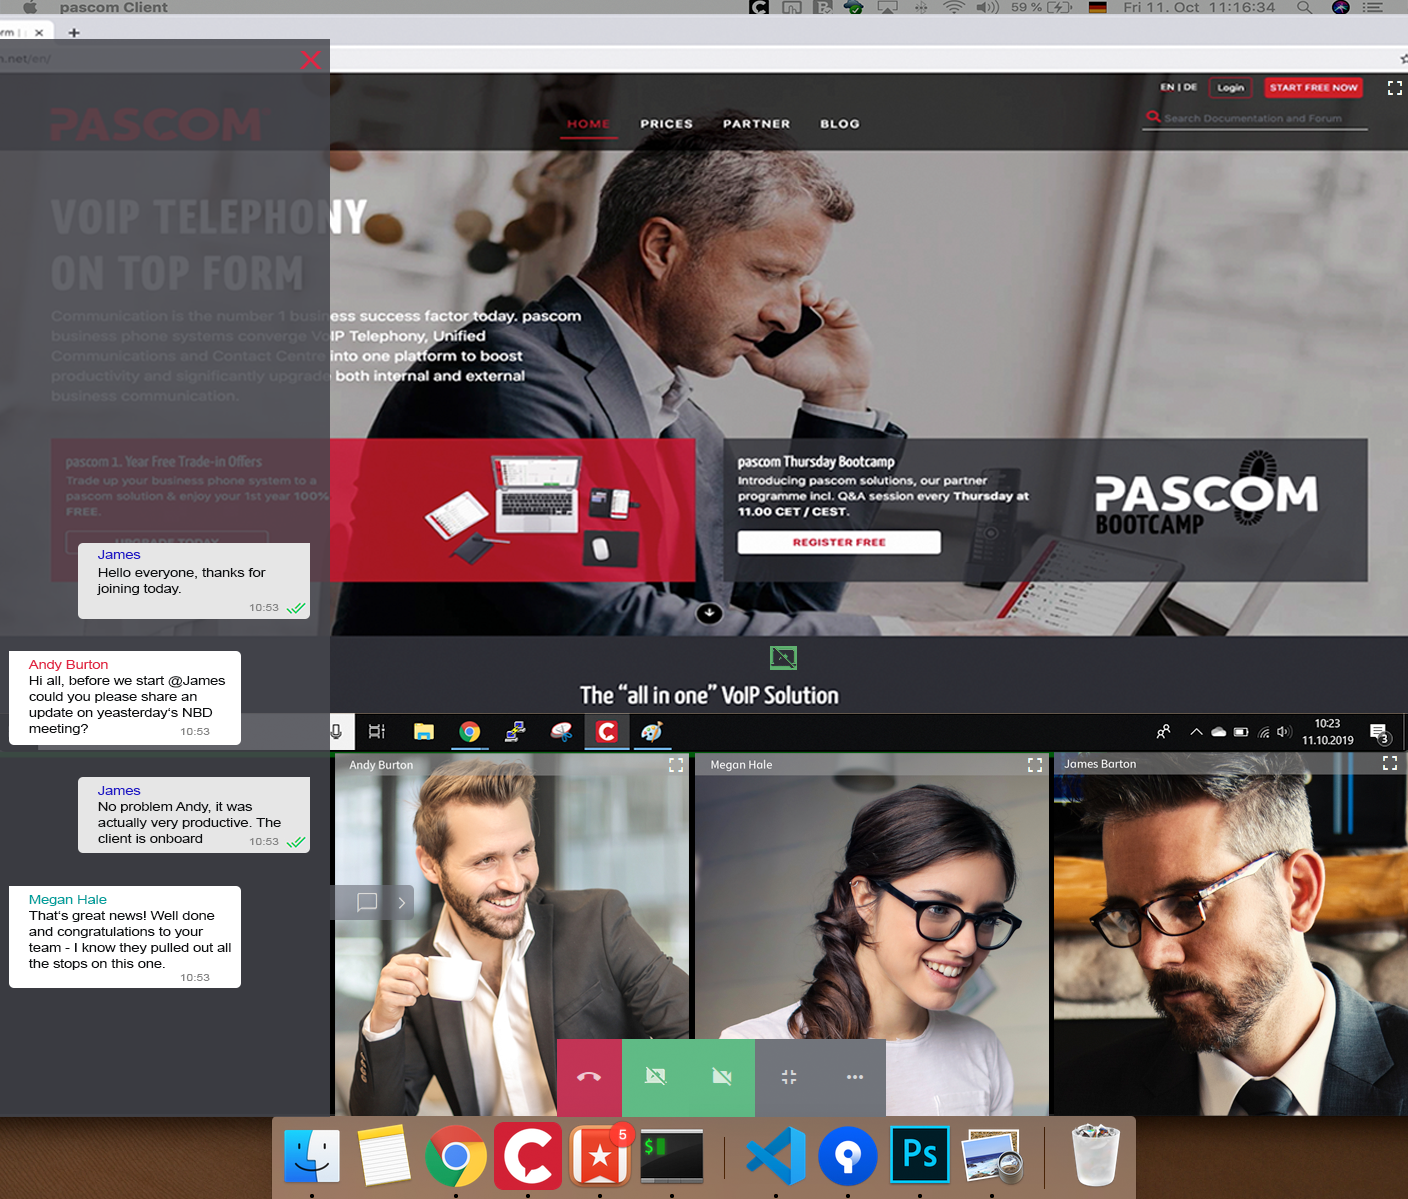 pascom Client
59 %
Fri 11. Oct 11:16:34
rm |
n.net/en/
EN | DE
Login
START FREE NOW
PASCOM
HOME
PRICES
PARTNER
BLOG
Search Documentation and Forum
VOIP TELEPHONY
ON TOP FORM
Communication is the number 1 business success factor today. pascom
business phone systems converge VoIP Telephony, Unified
Communications and Contact Centre into one platform to boost
productivity and significantly upgrade both internal and external
business communication.
pascom 1. Year Free Trade-in Offers
Trade up your business phone system to a
pascom solution & enjoy your 1st year 100%
FREE.
UPGRADE TODAY
pascom Thursday Bootcamp
Introducing pascom solutions, our partner
programme incl. Q&A session every Thursday at
11.00 CET / CEST.
REGISTER FREE
PASCOM
BOOTCAMP
James
Hello everyone, thanks for
joining today.
10:53
Andy Burton
Hi all, before we start @James
could you please share an
update on yeasterday's NBD
meeting?
10:53
The “all in one” VoIP Solution
10:23
11.10.2019
3
James
No problem Andy, it was
actually very productive. The
client is onboard
10:53
Megan Hale
That's great news! Well done
and congratulations to your
team - I know they pulled out all
the stops on this one.
10:53
Andy Burton
Megan Hale
James Barton
5
$
Ps